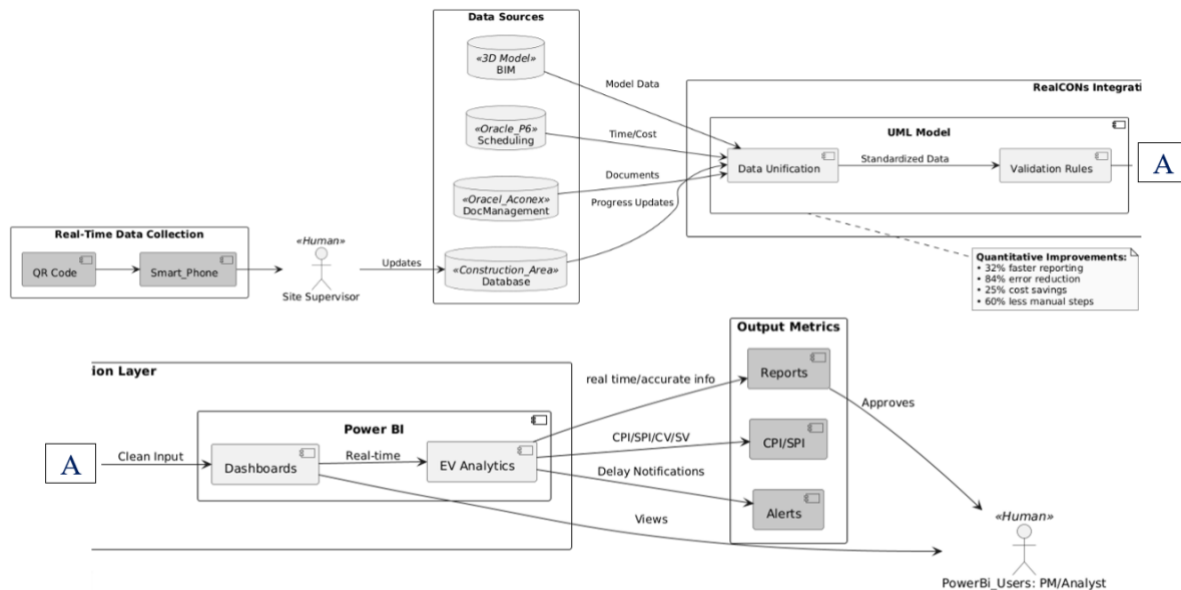 Data Sources
«3D Model»
BIM
Model Data
RealCONs Integrati
UML Model
«Oracle_P6»
Scheduling
Time/Cost
Data Unification
Standardized Data
Validation Rules
A
Documents
«Oracel_Aconex»
DocManagement
Progress Updates
Real-Time Data Collection
QR Code
Smart_Phone
«Human»
Site Supervisor
Updates
«Construction_Area»
Database
Quantitative Improvements:
• 32% faster reporting
• 84% error reduction
• 25% cost savings
• 60% less manual steps
ion Layer
Output Metrics
Reports
real time/accurate info
Approves
Power BI
A
Clean Input
Dashboards
Real-time
EV Analytics
CPI/SPI/CV/SV
CPI/SPI
Delay Notifications
Alerts
Views
«Human»
PowerBi_Users: PM/Analyst